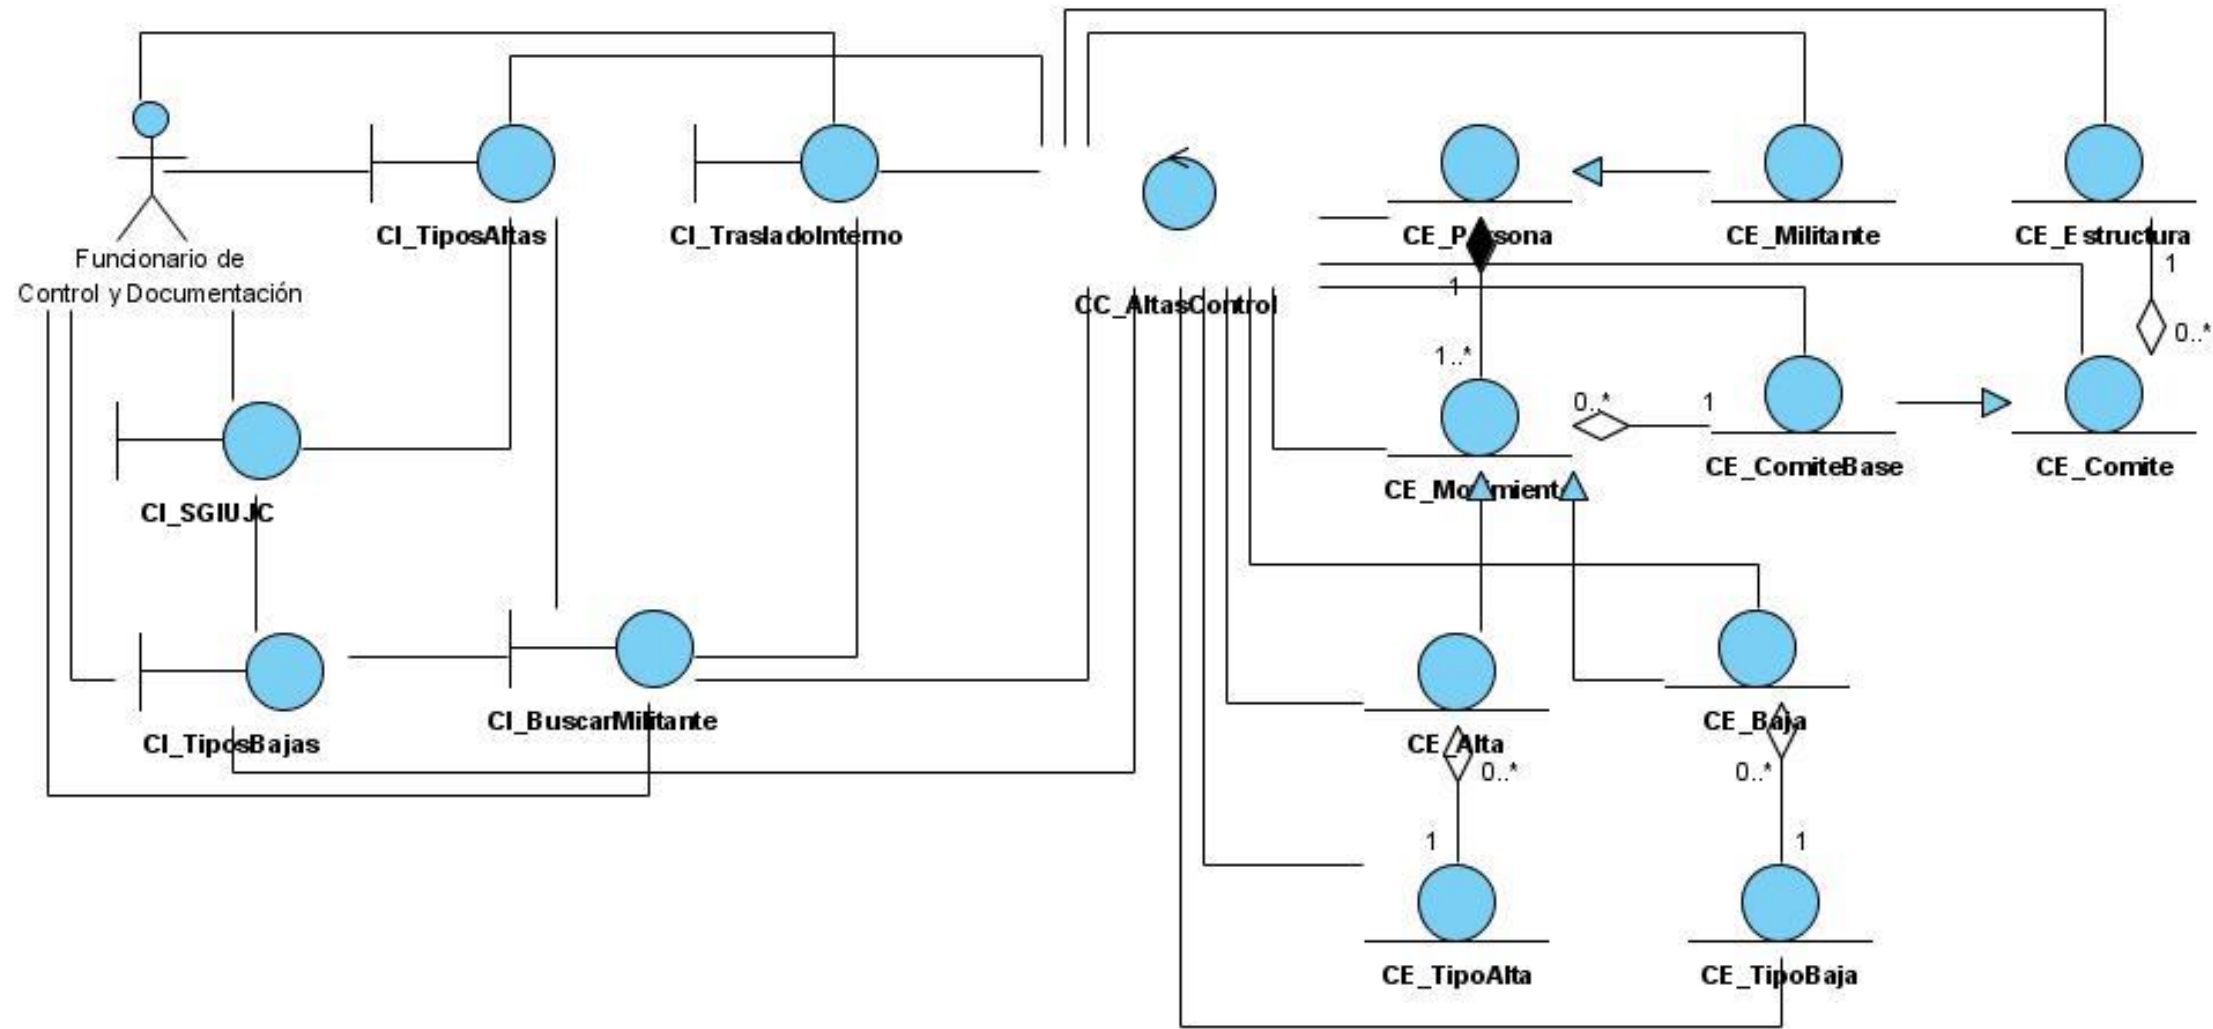 CI_TiposAltas
CI_TrasladoInterno
CE_Persona
CE_Militante
CE_Estructura
Funcionario de
Control y Documentación
1
1
CC_AltasControl
0..*
1..*
0..*
1
CE_ComiteBase
CE_Comite
CE_Movimiento
CI_SGIUJC
CI_BuscarMilitante
CE_Baja
CI_TiposBajas
CE_Alta
0..*
0..*
1
1
CE_TipoAlta
CE_TipoBaja